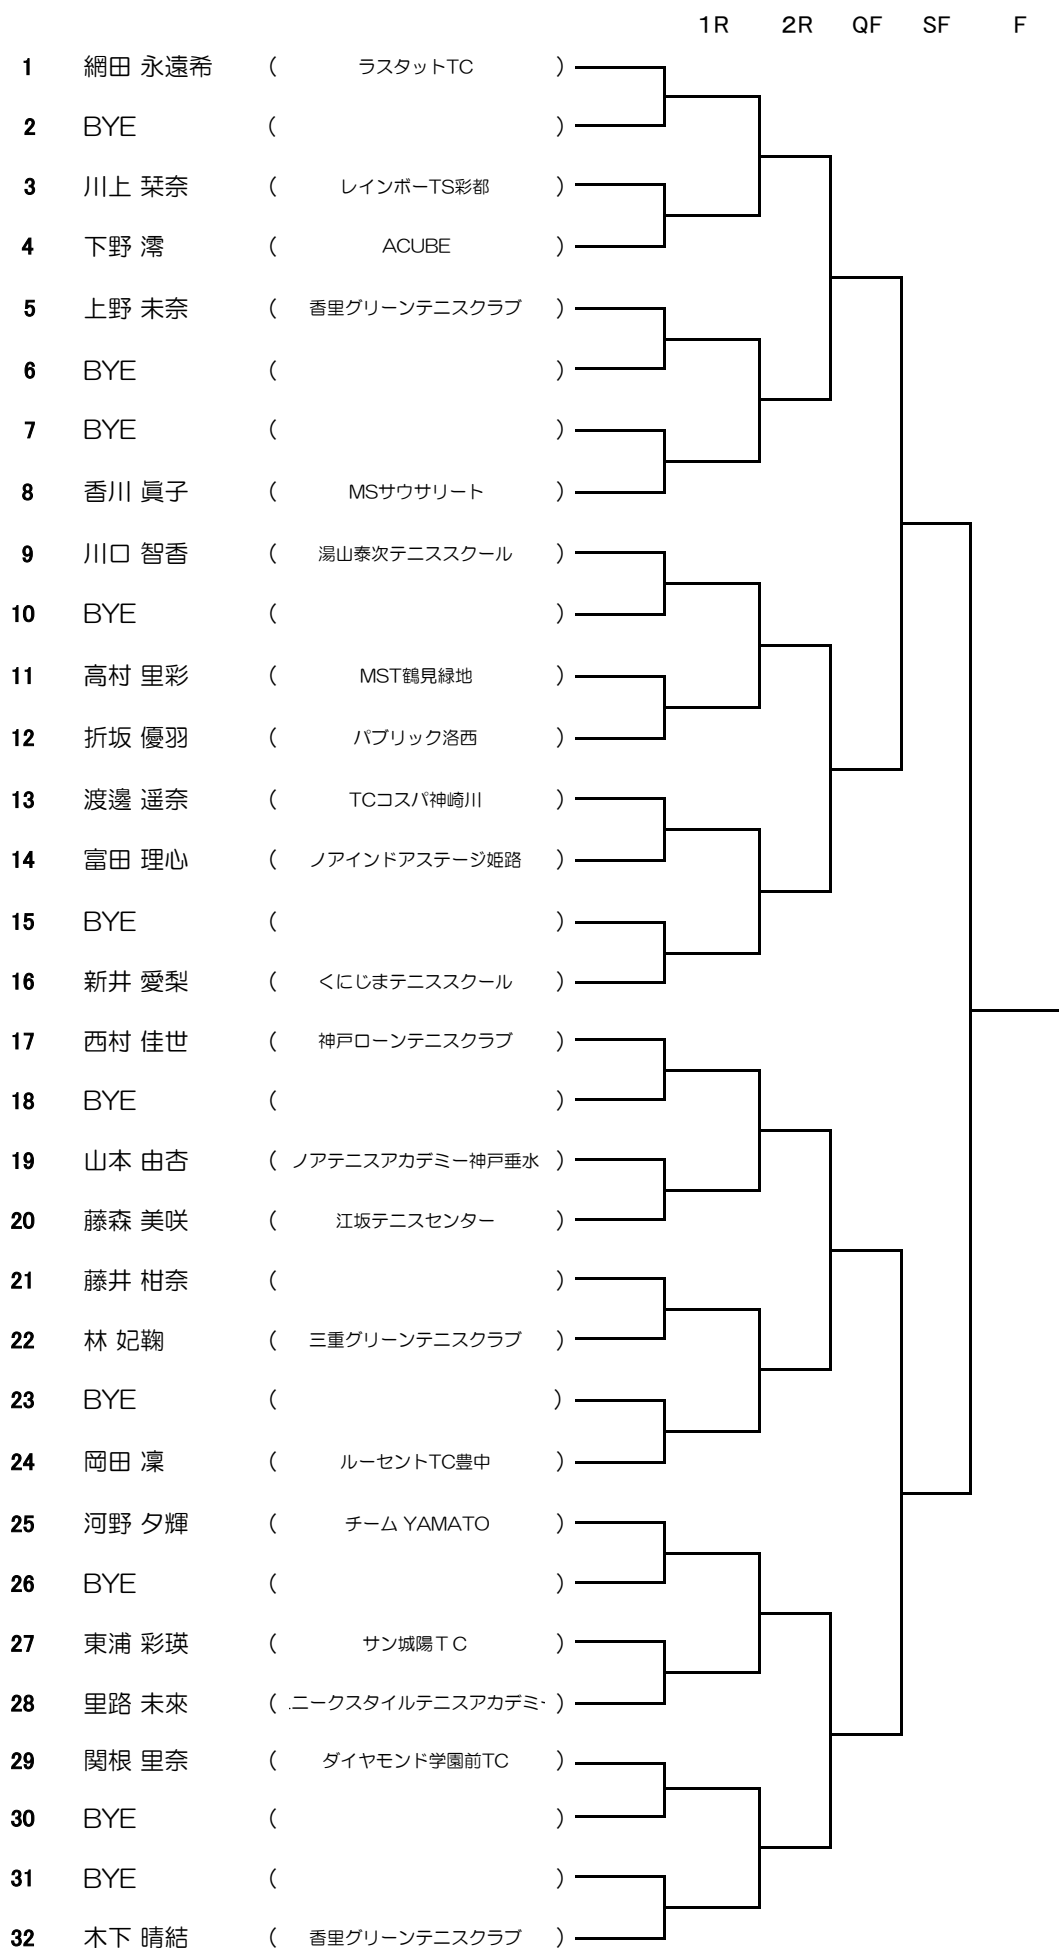 1R 2R QF SF F
1 網田 永遠希 ( ラスタットTC )
2 BYE ( )
3 川上 栞奈 ( レインボーTS彩都 )
4 下野 澪 ( ACUBE )
5 上野 未奈 ( 香里グリーンテニスクラブ )
6 BYE ( )
7 BYE ( )
8 香川 眞子 ( MSサウサリート )
9 川口 智香 ( 湯山泰次テニススクール )
10 BYE ( )
11 高村 里彩 ( MST鶴見緑地 )
12 折坂 優羽 ( パブリック洛西 )
13 渡邊 遥奈 ( TCコスパ神崎川 )
14 富田 理心 ( ノアインドアステージ姫路 )
15 BYE ( )
16 新井 愛梨 ( くにじまテニススクール )
17 西村 佳世 ( 神戸ローンテニスクラブ )
18 BYE ( )
19 山本 由杏 ( ノアテニスアカデミー神戸垂水 )
20 藤森 美咲 ( 江坂テニスセンター )
21 藤井 柑奈 ( )
22 林 妃鞠 ( 三重グリーンテニスクラブ )
23 BYE ( )
24 岡田 凜 ( ルーセントTC豊中 )
25 河野 夕輝 ( チーム YAMATO )
26 BYE ( )
27 東浦 彩瑛 ( サン城陽ＴＣ )
28 里路 未來 ( ニークスタイルテニスアカデミ )
29 関根 里奈 ( ダイヤモンド学園前TC )
30 BYE ( )
31 BYE ( )
32 木下 晴結 ( 香里グリーンテニスクラブ )